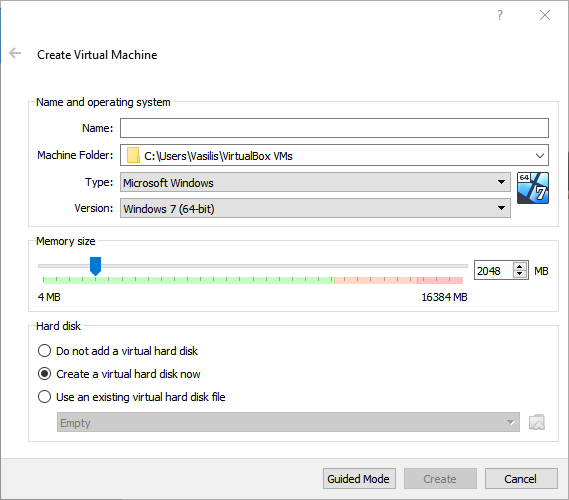 ?
Create Virtual Machine
Name and operating system
Name:
Machine Folder: C:\Users\Vasilis\VirtualBox VMs
Type: Microsoft Windows 64
Version: Windows 7 (64-bit) 7
Memory size
2048 MB
4 MB 16384 MB
Hard disk
Do not add a virtual hard disk
Create a virtual hard disk now
Use an existing virtual hard disk file
Empty
Guided Mode Create Cancel